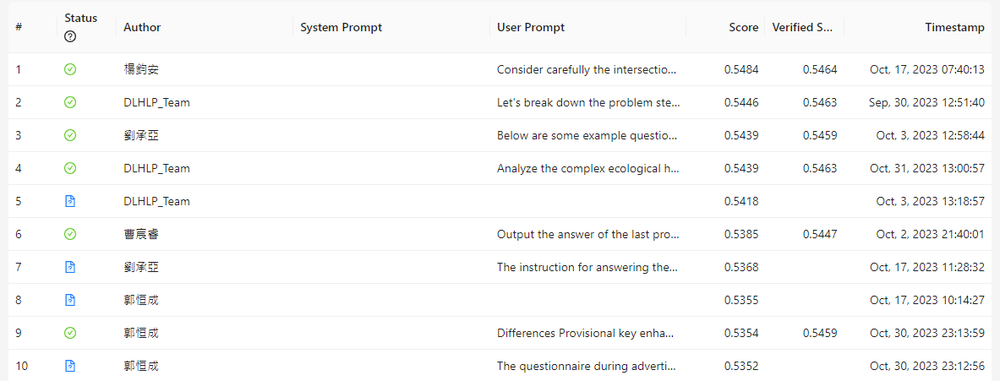 # Status Author System Prompt User Prompt Score Verified S... Timestamp
1 楊鈞安 Consider carefully the intersectio... 0.5484 0.5464 Oct, 17, 2023 07:40:13
2 DLHLP_Team Let's break down the problem ste... 0.5446 0.5463 Sep, 30, 2023 12:51:40
3 劉承亞 Below are some example questio... 0.5439 0.5459 Oct, 3, 2023 12:58:44
4 DLHLP_Team Analyze the complex ecological h... 0.5439 0.5463 Oct, 31, 2023 13:00:57
5 DLHLP_Team 0.5418 Oct, 3, 2023 13:18:57
6 曹宸睿 Output the answer of the last pro... 0.5385 0.5447 Oct, 2, 2023 21:40:01
7 劉承亞 The instruction for answering the... 0.5368 Oct, 17, 2023 11:28:32
8 郭恒成 0.5355 Oct, 17, 2023 10:14:27
9 郭恒成 Differences Provisional key enha... 0.5354 0.5459 Oct, 30, 2023 23:13:59
10 郭恒成 The questionnaire during adverti... 0.5352 Oct, 30, 2023 23:12:56